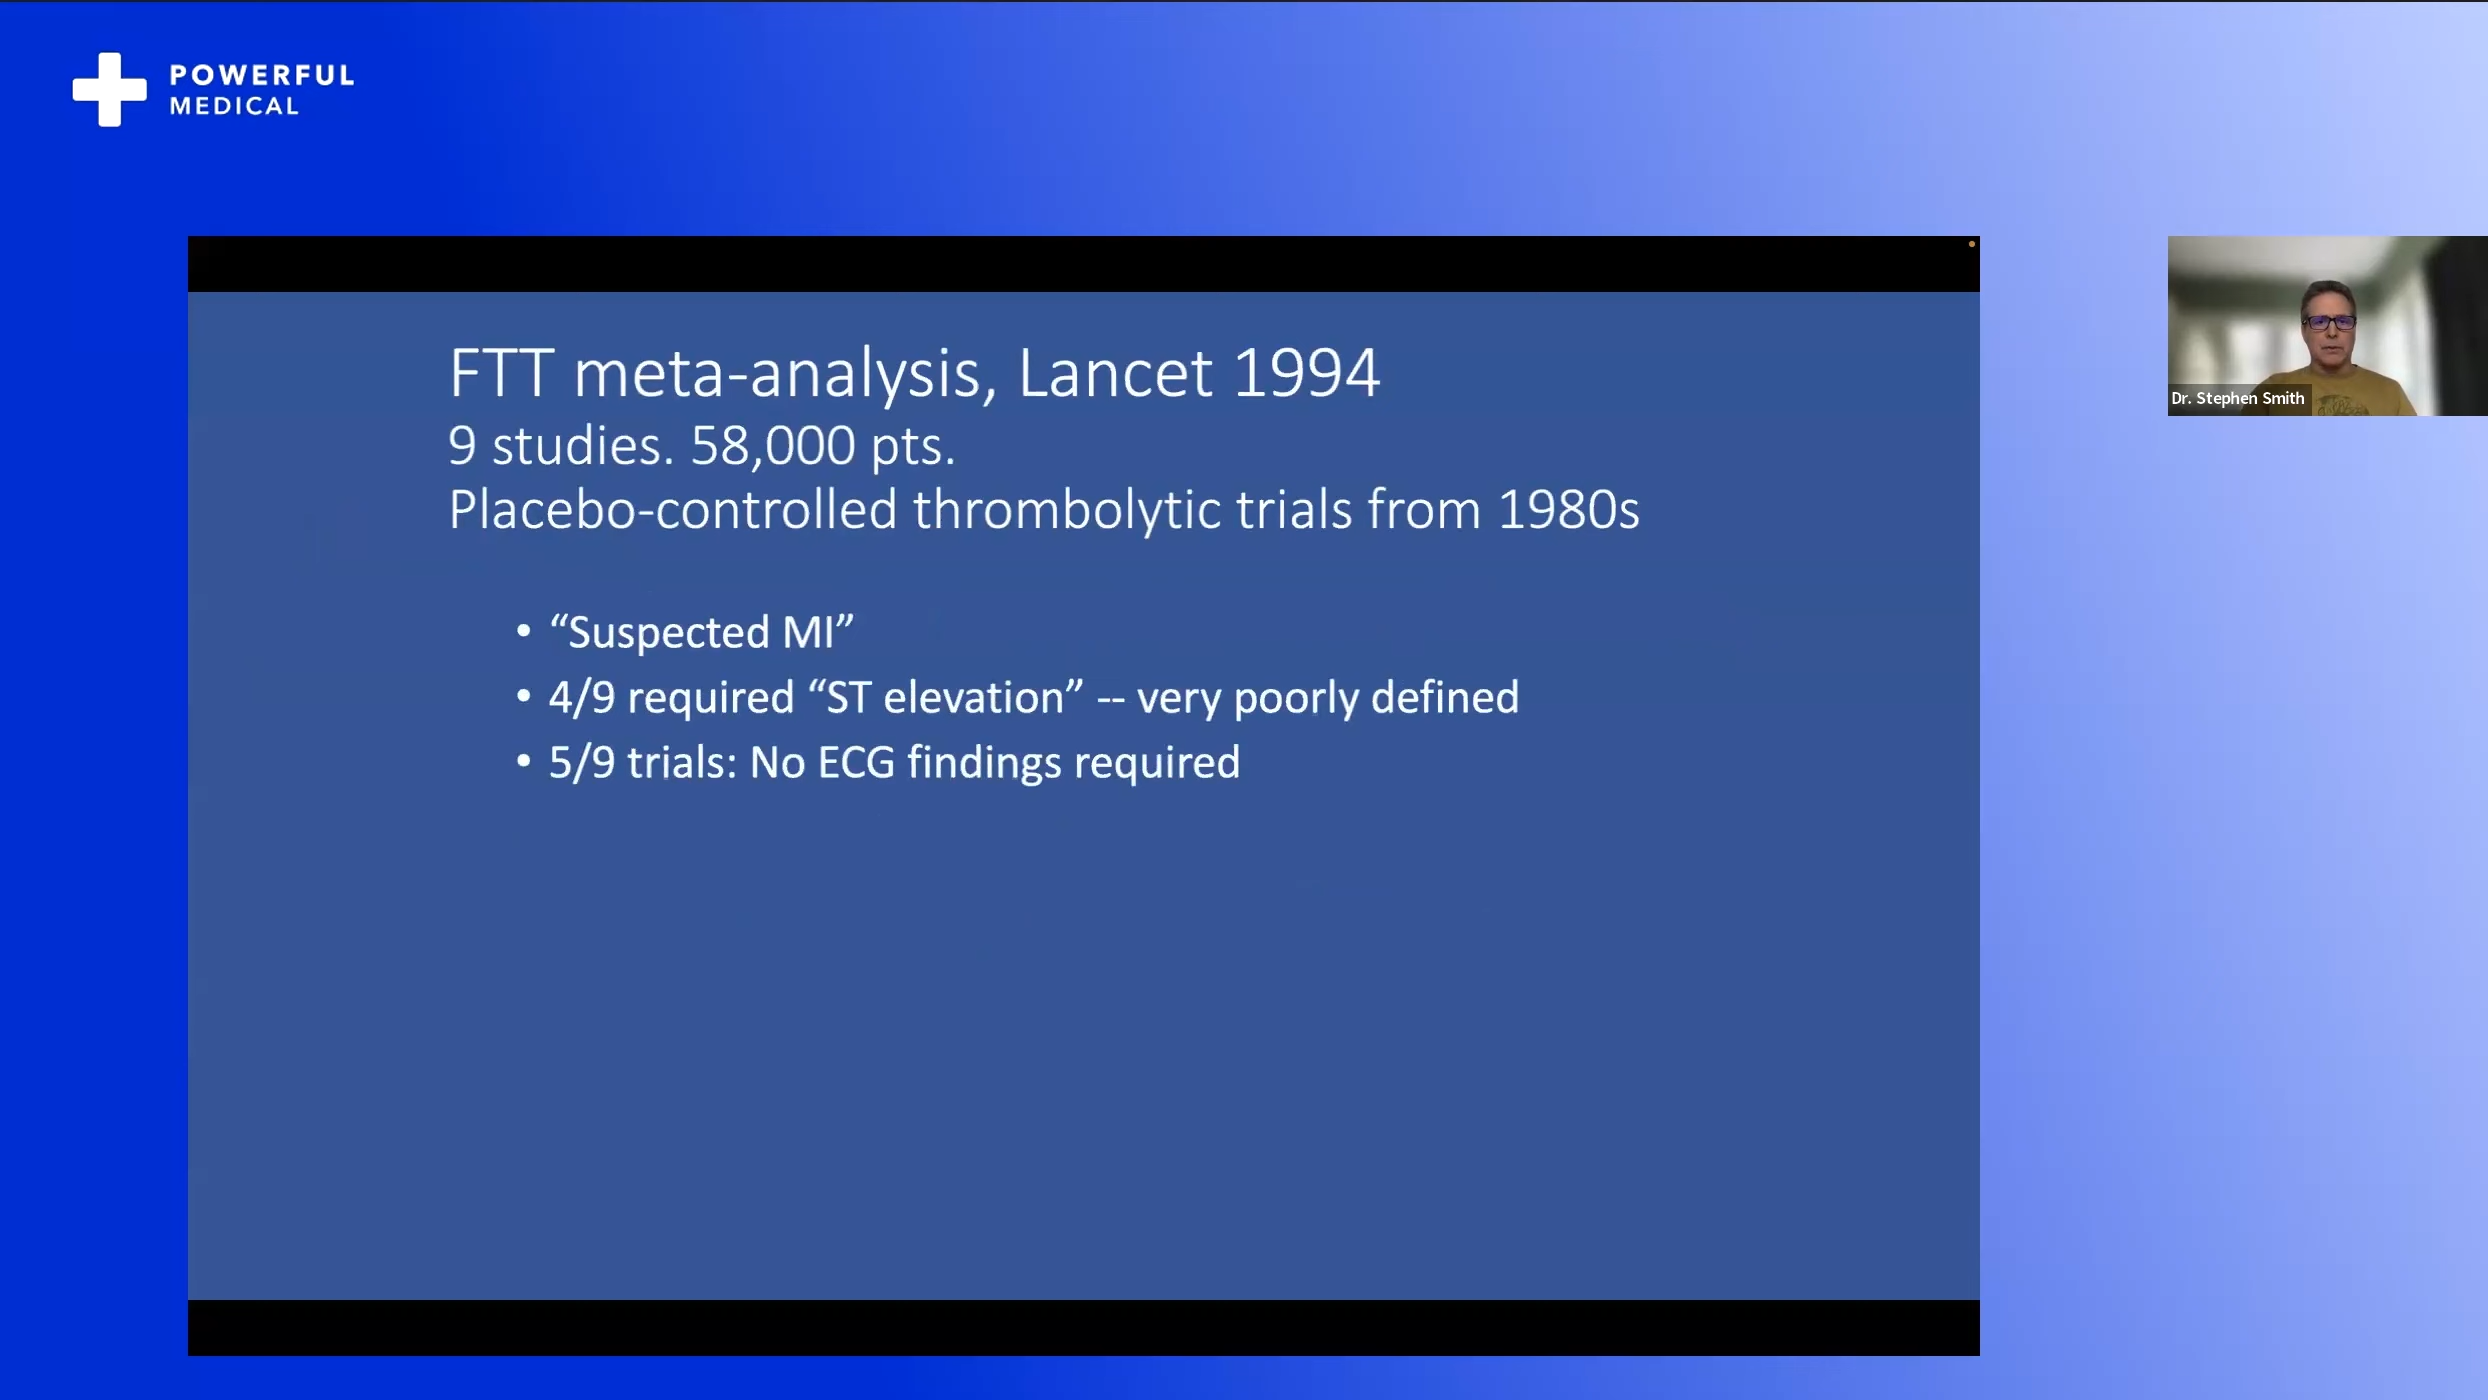 POWERFUL
MEDICAL
FTT meta-analysis, Lancet 1994
9 studies. 58,000 pts.
Placebo-controlled thrombolytic trials from 1980s
• “Suspected MI”
• 4/9 required “ST elevation” -- very poorly defined
• 5/9 trials: No ECG findings required
Dr. Stephen Smith